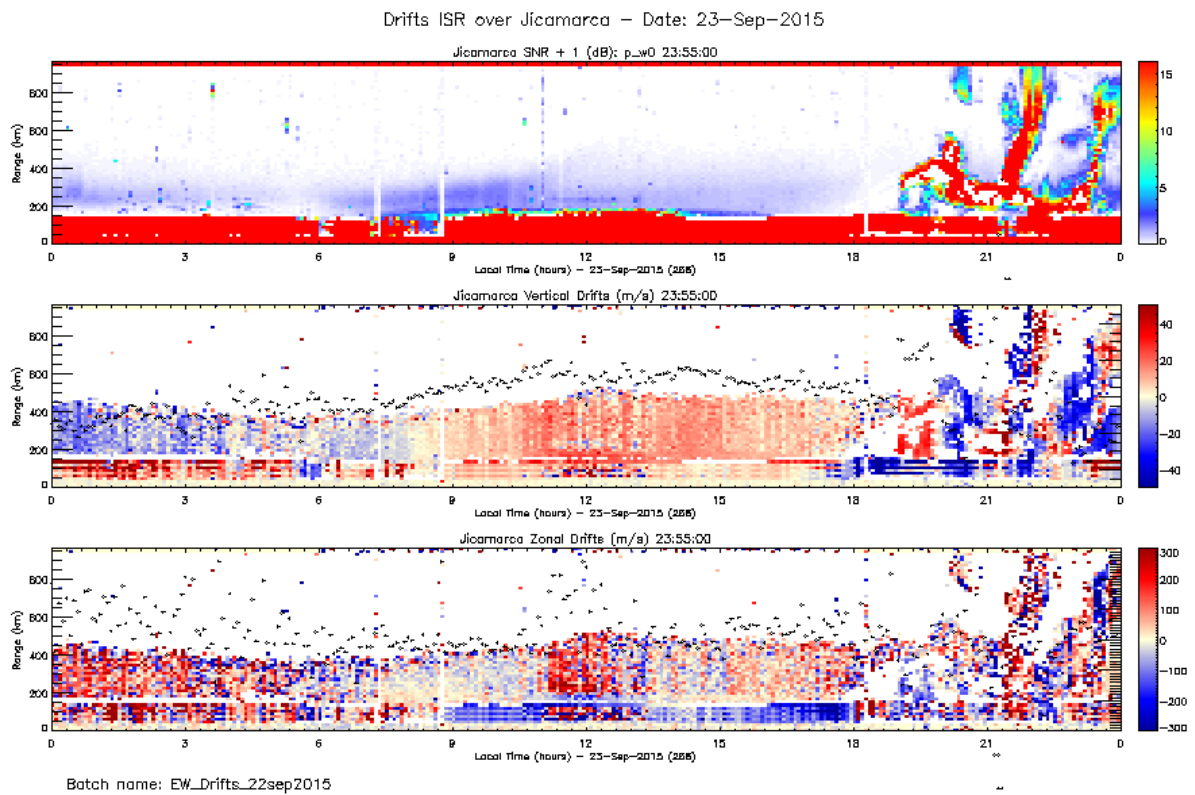 Drifts ISR over Jicamarca – Date: 23–Sep–2015
Jicamarca SNR + 1 (dB): p_w0 23:55:00
Range (km)
800
600
400
200
0
0 3 6 9 12 15 18 21 0
Local Time (hours) – 23–Sep–2015 (266)
15
10
5
0
Jicamarca Vertical Drifts (m/s) 23:55:00
Range (km)
800
600
400
200
0
0 3 6 9 12 15 18 21 0
Local Time (hours) – 23–Sep–2015 (266)
40
20
0
−20
−40
Jicamarca Zonal Drifts (m/s) 23:55:00
Range (km)
800
600
400
200
0
0 3 6 9 12 15 18 21 0
Local Time (hours) – 23–Sep–2015 (266)
300
200
100
0
−100
−200
−300
Batch name: EW_Drifts_22sep2015